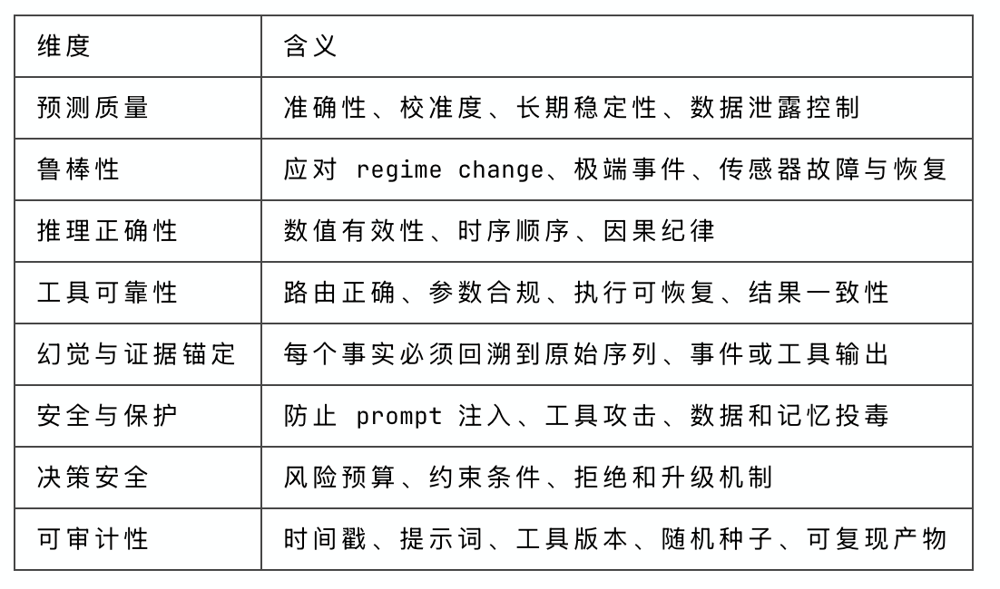 维度 含义
预测质量 准确性、校准度、长期稳定性、数据泄露控制
鲁棒性 应对 regime change、极端事件、传感器故障与恢复
推理正确性 数值有效性、时序顺序、因果纪律
工具可靠性 路由正确、参数合规、执行可恢复、结果一致性
幻觉与证据锚定 每个事实必须回溯到原始序列、事件或工具输出
安全与保护 防止 prompt 注入、工具攻击、数据和记忆投毒
决策安全 风险预算、约束条件、拒绝和升级机制
可审计性 时间戳、提示词、工具版本、随机种子、可复现产物